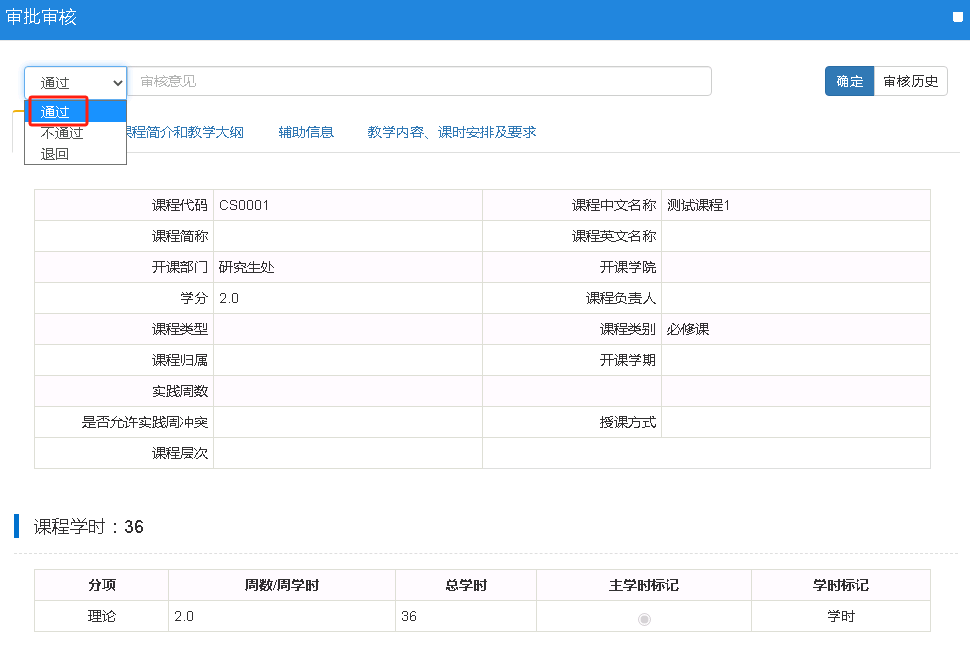 审批审核
通过 审核意见 确定 审核历史
通过
不通过
退回
课程简介和教学大纲 辅助信息 教学内容、课时安排及要求
课程代码 CS0001 课程中文名称 测试课程1
课程简称 课程英文名称
开课部门 研究生处 开课学院
学分 2.0 课程负责人
课程类型 课程类别 必修课
课程归属 开课学期
实践周数
是否允许实践周冲突 授课方式
课程层次
课程学时：36
分项 周数/周学时 总学时 主学时标记 学时标记
理论 2.0 36 学时